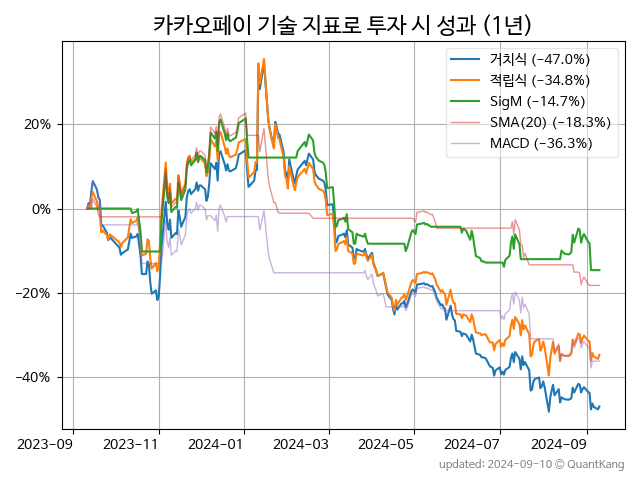 카카오페이 기술 지표로 투자 시 성과 (1년)
거치식 (−47.0%)
적립식 (−34.8%)
SigM (−14.7%)
SMA(20) (−18.3%)
MACD (−36.3%)
20%
0%
−20%
−40%
2023-09 2023-11 2024-01 2024-03 2024-05 2024-07 2024-09
updated: 2024-09-10 ⓒ QuantKang